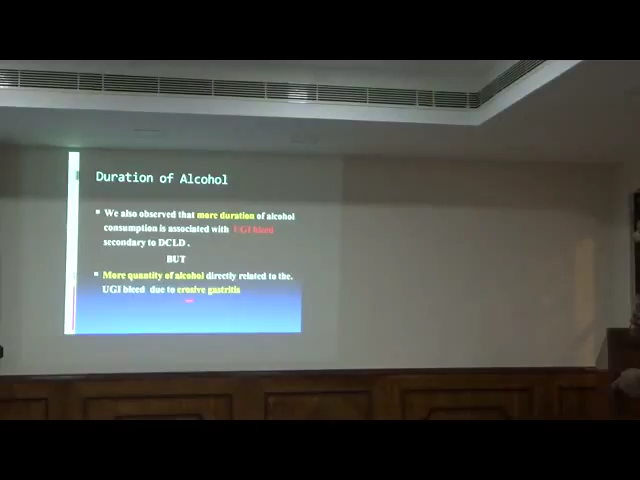 Duration of Alcohol
We also observed that more duration of alcohol
consumption is associated with UGI bleed
secondary to DCLD .
BUT
More quantity of alcohol directly related to the.
UGI bleed due to erosive gastritis